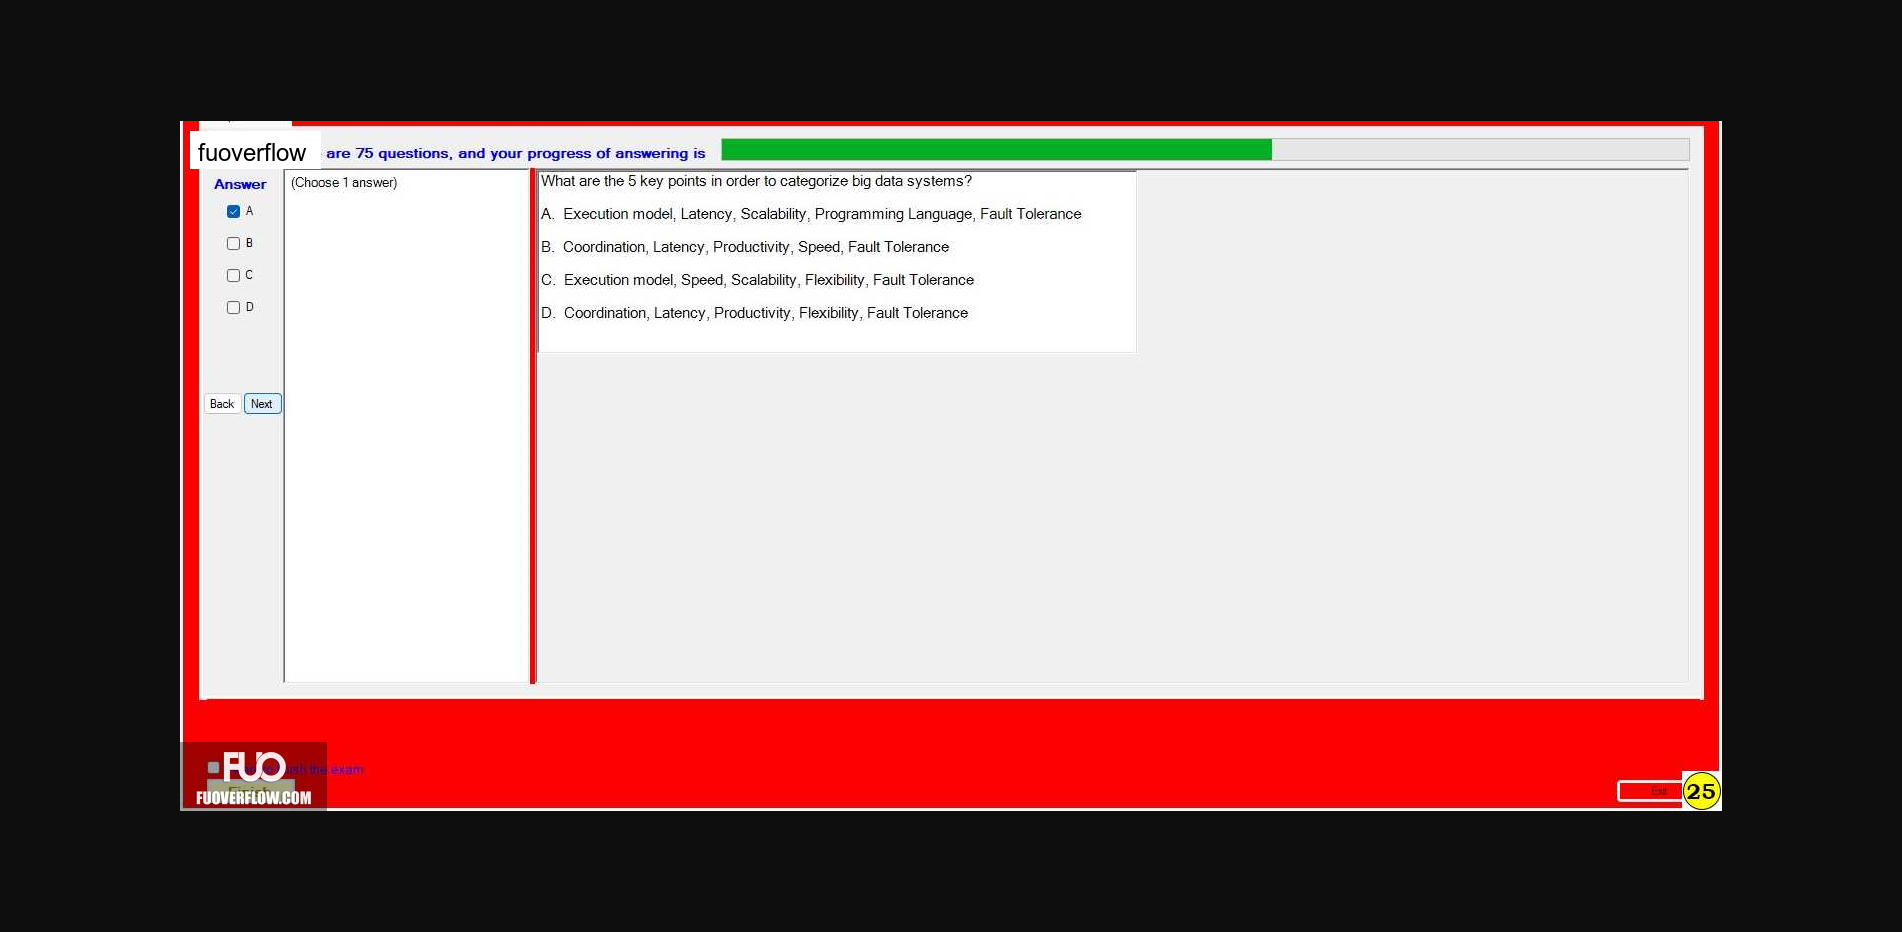 fuoverflow are 75 questions, and your progress of answering is
Answer
(Choose 1 answer)
A
B
C
D
Back Next
What are the 5 key points in order to categorize big data systems?
A. Execution model, Latency, Scalability, Programming Language, Fault Tolerance
B. Coordination, Latency, Productivity, Speed, Fault Tolerance
C. Execution model, Speed, Scalability, Flexibility, Fault Tolerance
D. Coordination, Latency, Productivity, Flexibility, Fault Tolerance
FUO
the exam
Finish
FUOVERFLOW.COM
Exit
25